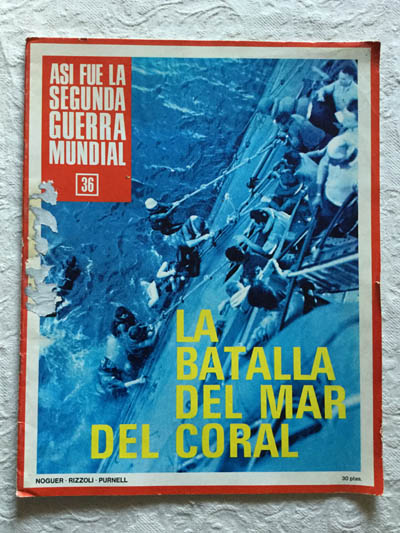 ASI FUE LA
SEGUNDA
GUERRA
MUNDIAL
36
LA
BATALLA
DEL MAR
DEL CORAL
NOGUER · RIZZOLI · PURNELL
30 ptas.